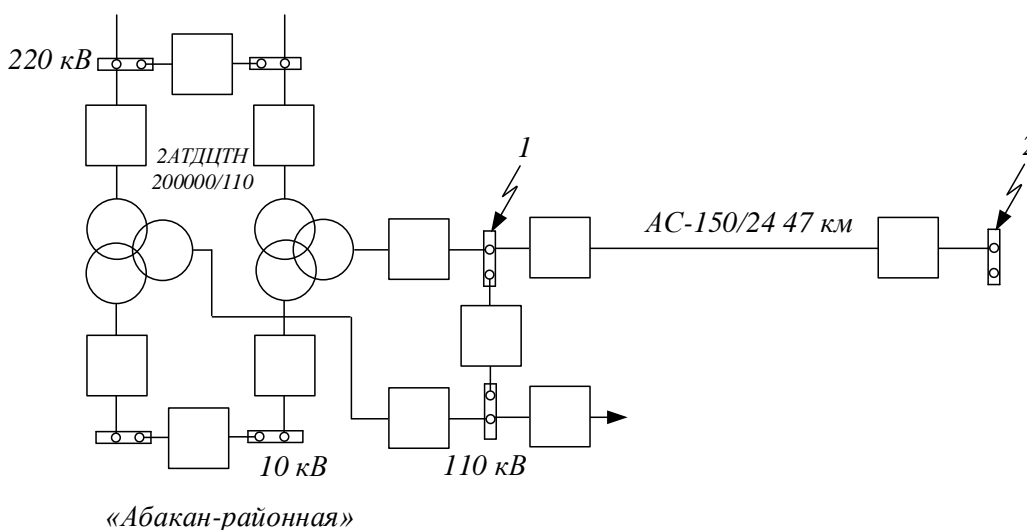 220 кВ
2АТДЦТН
200000/110
1
2
АС-150/24 47 км
10 кВ
110 кВ
«Абакан-районная»